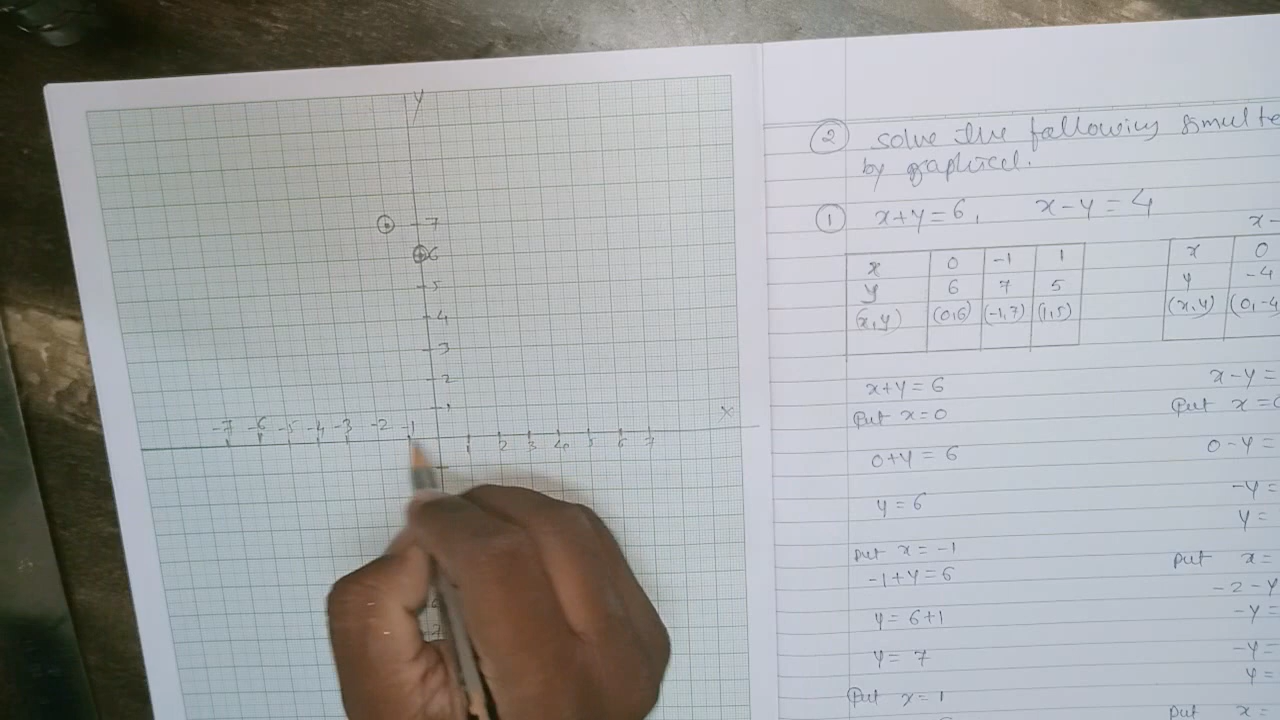 y
7
6
5
4
3
2
1
-7 -6 -5 -4 -3 -2 -1
x
1 2 3 4 5 6 7
② Solve the following simulte
by graphical.
① x+y=6, x-y=4
x-
x 0 -1 1
y 6 7 5
(x,y) (0,6) (-1,7) (1,5)
x 0
y -4
(x,y) (0,-4
x+y=6
Put x=0
0+y=6
y=6
Put x=-1
-1+y=6
y=6+1
y=7
Put x=1
x-y=
Put x=0
0-y=
-y=
y=
Put x=
-2-y
-y=
-y=
y=
Put x=